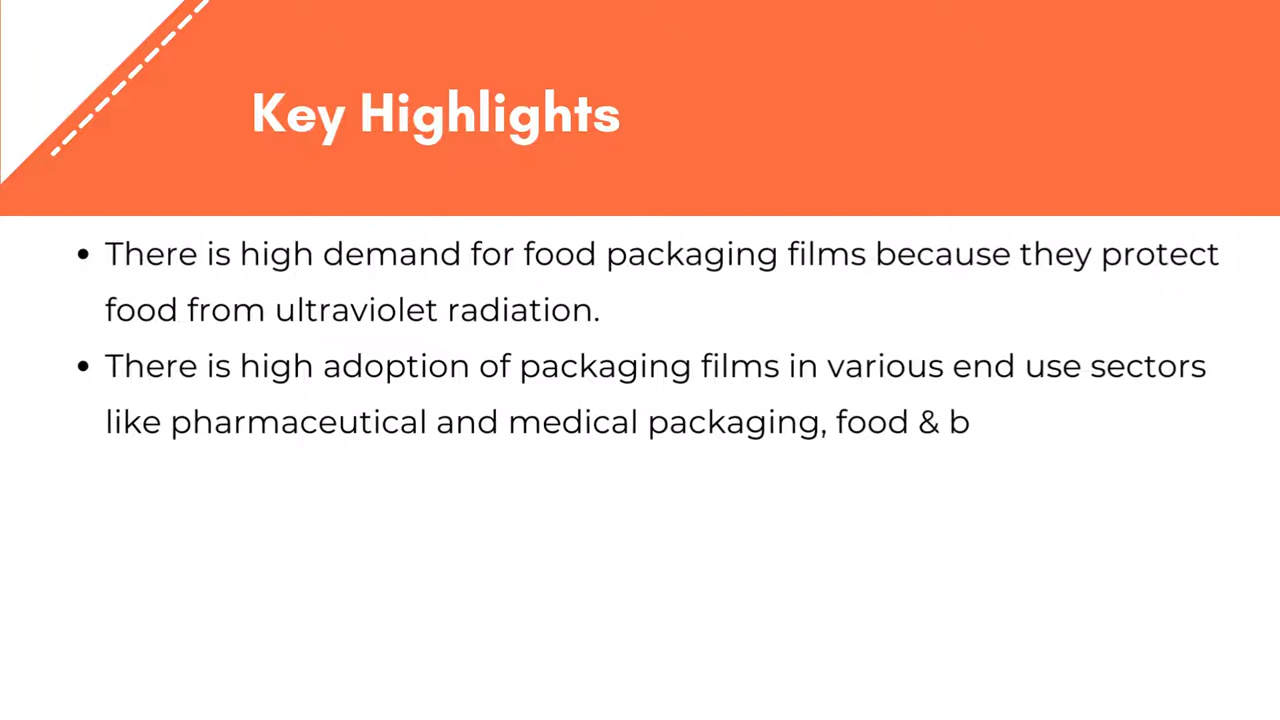 Key Highlights
• There is high demand for food packaging films because they protect
food from ultraviolet radiation.
• There is high adoption of packaging films in various end use sectors
like pharmaceutical and medical packaging, food & b